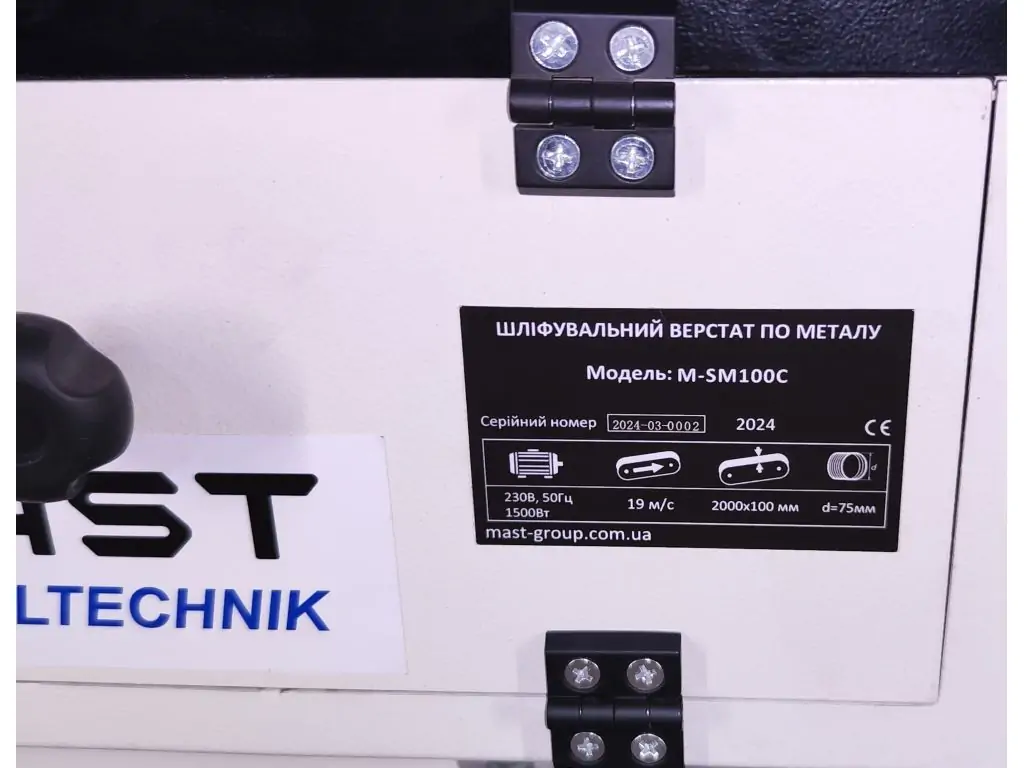 ШЛІФУВАЛЬНИЙ ВЕРСТАТ ПО МЕТАЛУ
Модель: M-SM100C
Серійний номер 2024-03-0002 2024 CE
d
230В, 50Гц
1500Вт
19 м/с
2000x100 мм
d=75мм
mast-group.com.ua
AST
LTECHNIK